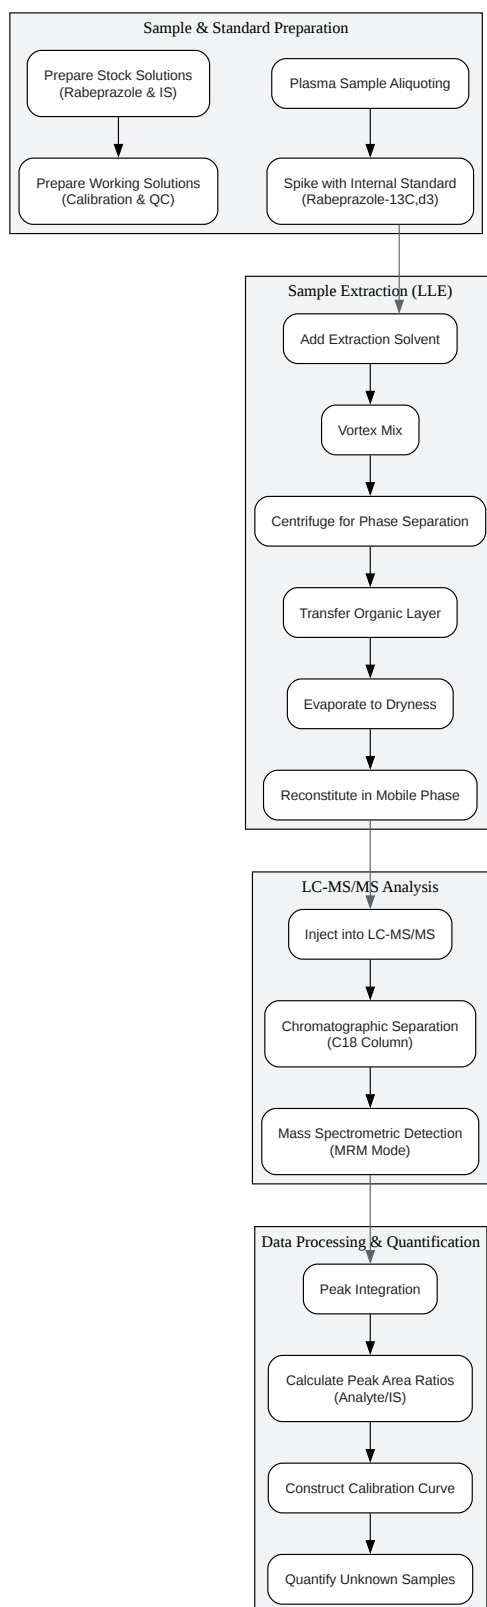 Sample & Standard Preparation
Prepare Stock Solutions
(Rabeprazole & IS)
Plasma Sample Aliquoting
Prepare Working Solutions
(Calibration & QC)
Spike with Internal Standard
(Rabeprazole-13C,d3)
Sample Extraction (LLE)
Add Extraction Solvent
Vortex Mix
Centrifuge for Phase Separation
Transfer Organic Layer
Evaporate to Dryness
Reconstitute in Mobile Phase
LC-MS/MS Analysis
Inject into LC-MS/MS
Chromatographic Separation
(C18 Column)
Mass Spectrometric Detection
(MRM Mode)
Data Processing & Quantification
Peak Integration
Calculate Peak Area Ratios
(Analyte/IS)
Construct Calibration Curve
Quantify Unknown Samples